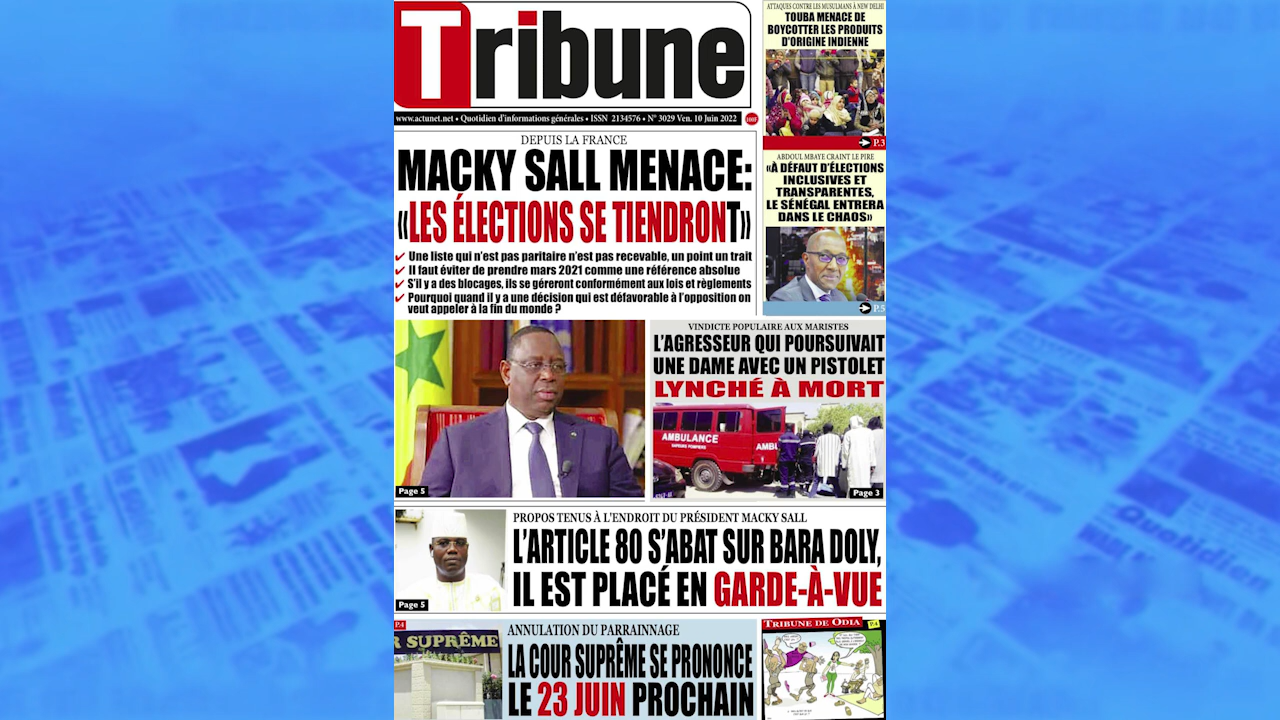 Tribune
www.actunet.net • Quotidien d'informations générales • ISSN 2134576 • N° 3029 Ven. 10 Juin 2022
100F
DEPUIS LA FRANCE
MACKY SALL MENACE:
«LES ÉLECTIONS SE TIENDRONT»
✔ Une liste qui n'est pas paritaire n'est pas recevable, un point un trait
✔ Il faut éviter de prendre mars 2021 comme une référence absolue
✔ S'il y a des blocages, ils se géreront conformément aux lois et règlements
✔ Pourquoi quand il y a une décision qui est défavorable à l'opposition on
veut appeler à la fin du monde ?
Page 5
ATTAQUES CONTRE LES MUSULMANS À NEW DELHI
TOUBA MENACE DE
BOYCOTTER LES PRODUITS
D'ORIGINE INDIENNE
P.3
ABDOUL MBAYE CRAINT LE PIRE
«À DÉFAUT D'ÉLECTIONS
INCLUSIVES ET
TRANSPARENTES,
LE SÉNÉGAL ENTRERA
DANS LE CHAOS»
P.5
VINDICTE POPULAIRE AUX MARISTES
L'AGRESSEUR QUI POURSUIVAIT
UNE DAME AVEC UN PISTOLET
LYNCHÉ À MORT
AMBULANCE
SAPEURS POMPIERS
AMBU
Page 3
PROPOS TENUS À L'ENDROIT DU PRÉSIDENT MACKY SALL
L'ARTICLE 80 S'ABAT SUR BARA DOLY,
IL EST PLACÉ EN GARDE-À-VUE
Page 5
P.4
R SUPRÊME
ANNULATION DU PARRAINNAGE
LA COUR SUPRÊME SE PRONONCE
LE 23 JUIN PROCHAIN
TRIBUNE DE ODIA
P.4
Quotidien